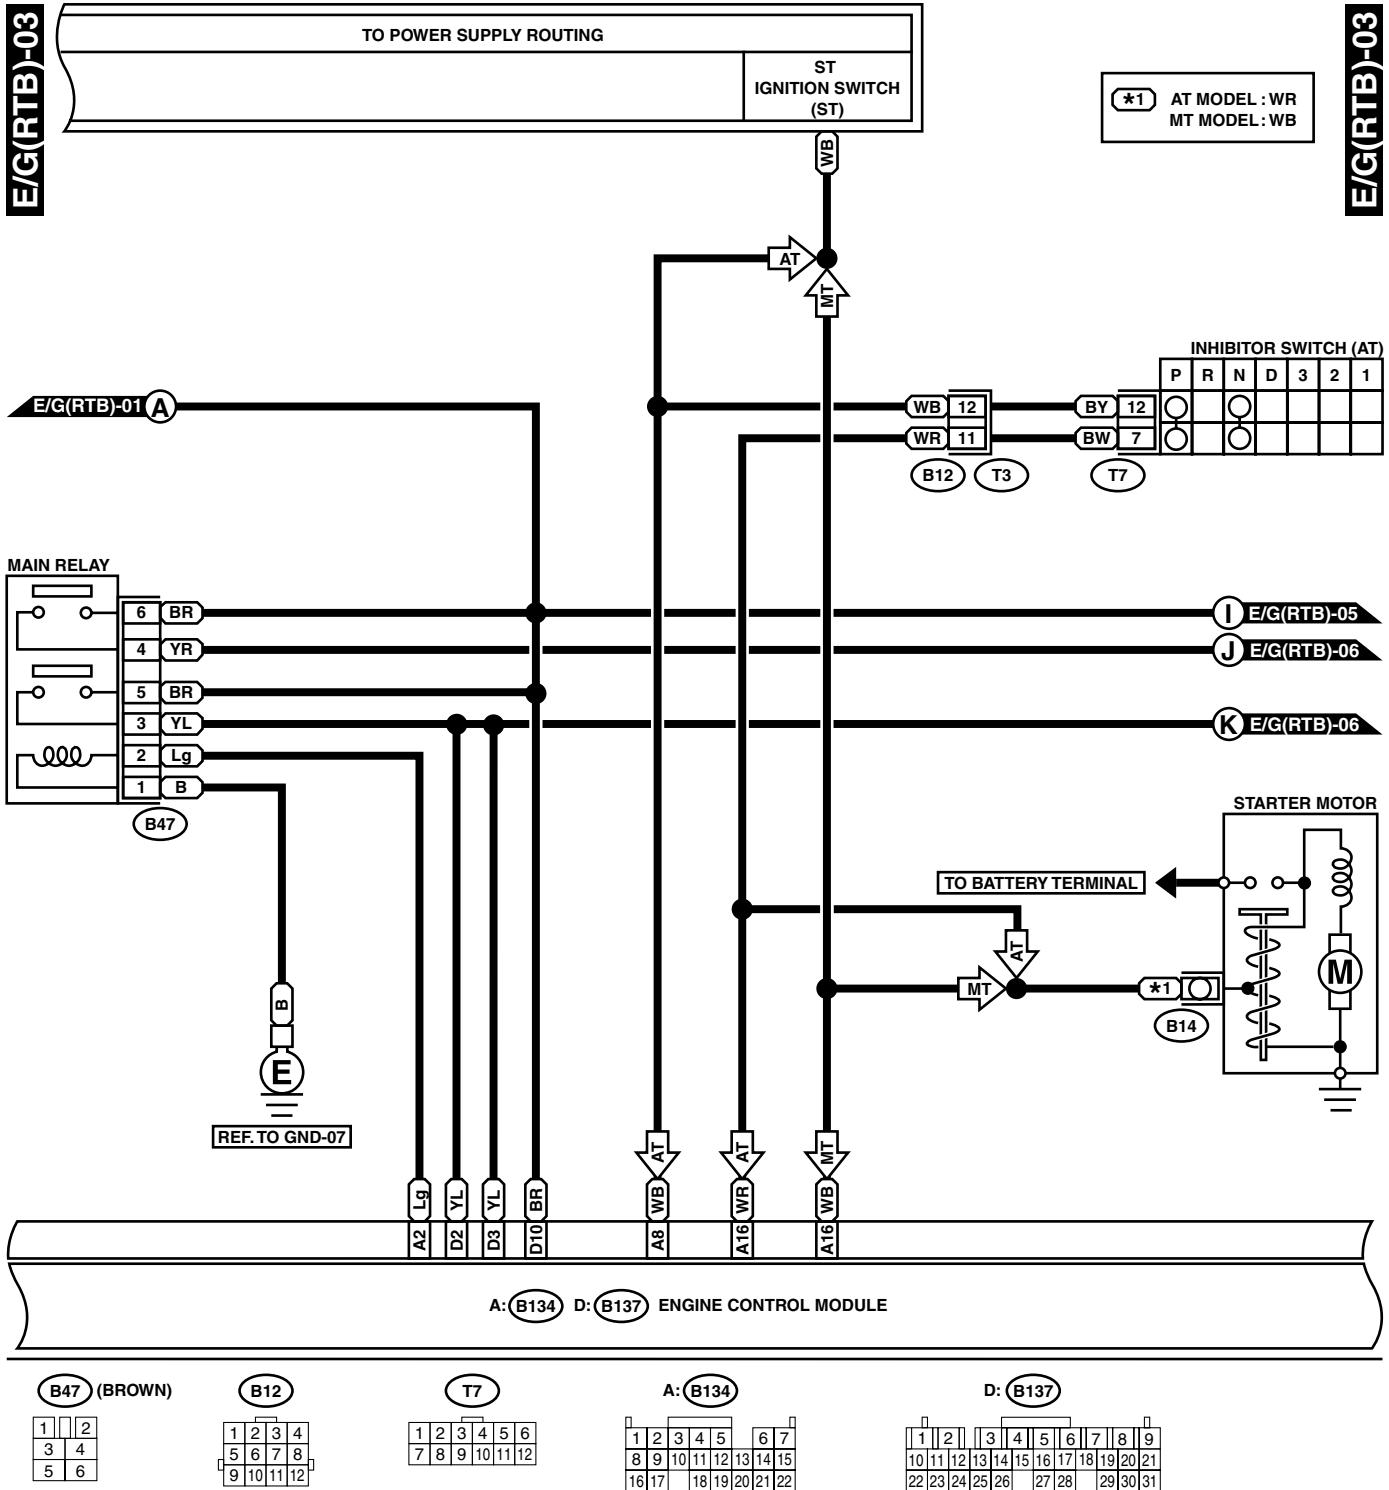 E/G(RTB)-03
E/G(RTB)-03
TO POWER SUPPLY ROUTING
ST
IGNITION SWITCH
(ST)
*1 AT MODEL : WR
MT MODEL : WB
WB
AT
MT
INHIBITOR SWITCH (AT)
P R N D 3 2 1
E/G(RTB)-01 A
WB 12 BY 12
WR 11 BW 7
B12 T3 T7
MAIN RELAY
6 BR
I E/G(RTB)-05
4 YR
J E/G(RTB)-06
5 BR
3 YL
K E/G(RTB)-06
2 Lg
1 B
B47
STARTER MOTOR
TO BATTERY TERMINAL
AT
M
MT
*1
B14
B
E
REF. TO GND-07
AT AT MT
Lg YL YL BR WB WR WB
A2 D2 D3 D10 A8 A16 A16
A: B134 D: B137 ENGINE CONTROL MODULE
B47 (BROWN) B12 T7 A: B134 D: B137
1 2
3 4
5 6
1 2 3 4
5 6 7 8
9 10 11 12
1 2 3 4 5 6
7 8 9 10 11 12
1 2 3 4 5 6 7
8 9 10 11 12 13 14 15
16 17 18 19 20 21 22
1 2 3 4 5 6 7 8 9
10 11 12 13 14 15 16 17 18 19 20 21
22 23 24 25 26 27 28 29 30 31